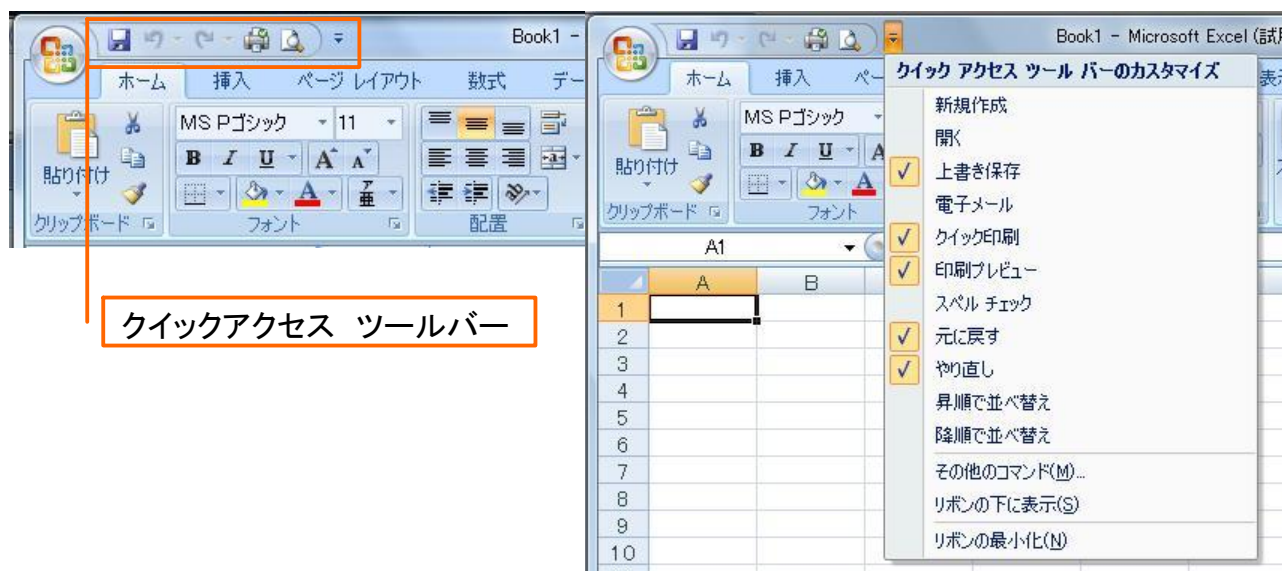 Book1 -
ホーム 挿入 ページ レイアウト 数式 デー
貼り付け
MS Pゴシック 11
B I U A A
A 亜
クリップボード フォント 配置
クイックアクセス ツールバー
Book1 - Microsoft Excel (試用
ホーム 挿入 ペー
貼り付け
MS Pゴシック
B I U A
A
クリップボード フォント
A1
A B
1
2
3
4
5
6
7
8
9
10
クイック アクセス ツール バーのカスタマイズ
新規作成
開く
上書き保存
電子メール
クイック印刷
印刷プレビュー
スペル チェック
元に戻す
やり直し
昇順で並べ替え
降順で並べ替え
その他のコマンド(M)...
リボンの下に表示(S)
リボンの最小化(N)